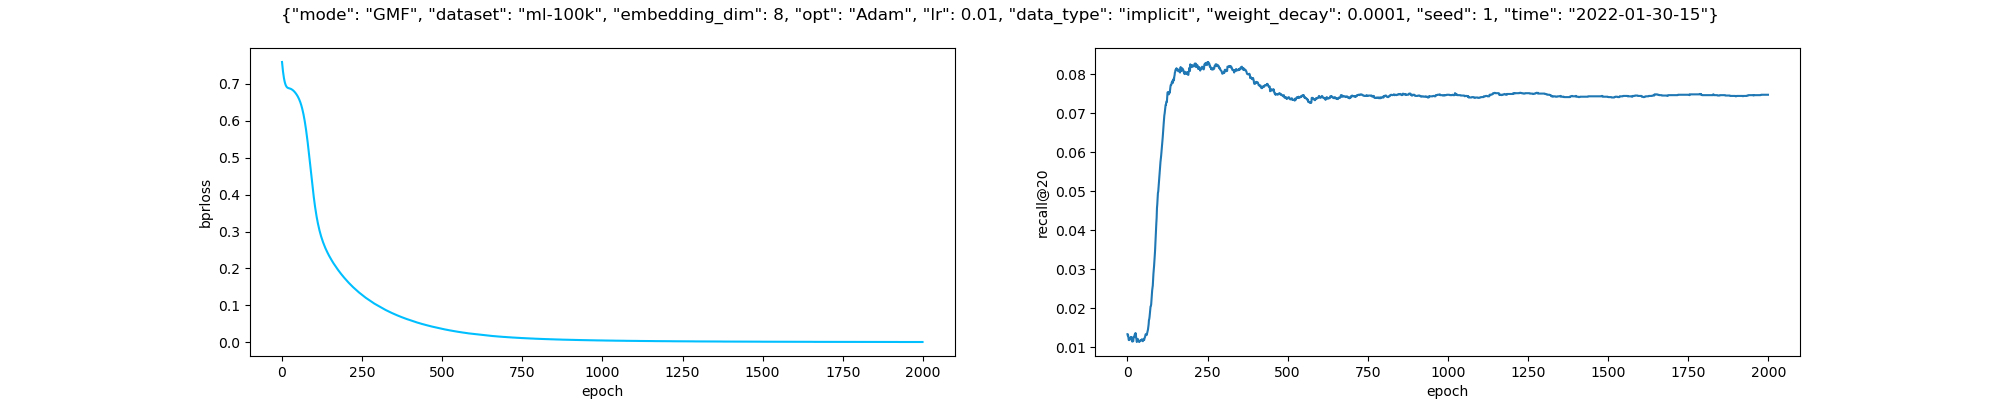 {"mode": "GMF", "dataset": "ml-100k", "embedding_dim": 8, "opt": "Adam", "lr": 0.01, "data_type": "implicit", "weight_decay": 0.0001, "seed": 1, "time": "2022-01-30-15"}
bprloss
0.7
0.6
0.5
0.4
0.3
0.2
0.1
0.0
0 250 500 750 1000 1250 1500 1750 2000
epoch
recall@20
0.08
0.07
0.06
0.05
0.04
0.03
0.02
0.01
0 250 500 750 1000 1250 1500 1750 2000
epoch